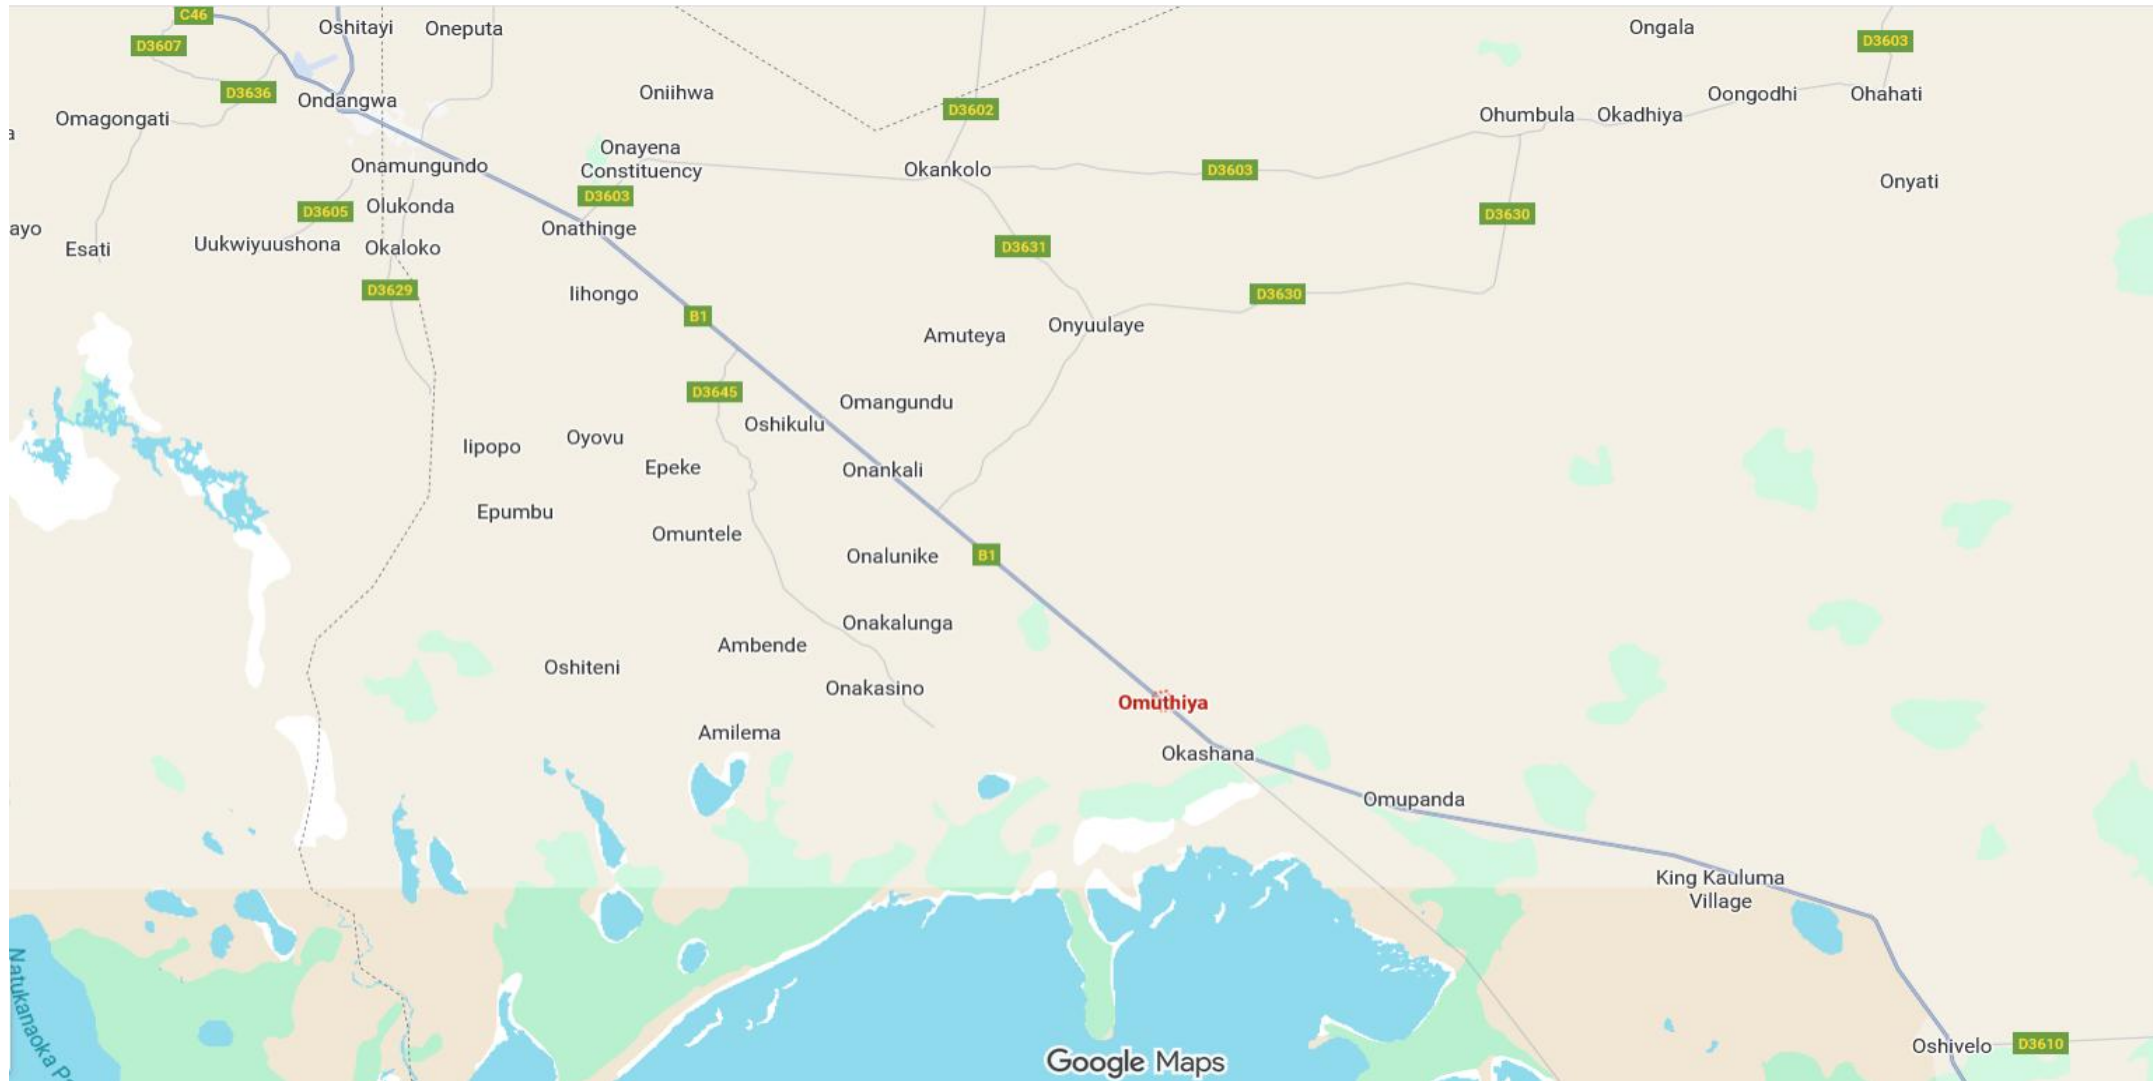 C46
Oshitayi
Oneputa
Ongala
D3607
D3603
D3636
Ondangwa
Oniihwa
D3602
Oongodhi
Ohahati
Omagongati
Ohumbula
Okadhiya
a
Onayena
Constituency
Onamungundo
Okankolo
D3603
Onyati
D3603
D3605
Olukonda
D3630
ayo
Esati
Uukwiyuushona
Okaloko
Onathinge
D3631
D3629
Iihongo
D3630
B1
Amuteya
Onyuulaye
D3645
Omangundu
Oshikulu
Iipopo
Oyovu
Epeke
Onankali
Epumbu
Omuntele
Onalunike
B1
Onakalunga
Ambende
Oshiteni
Onakasino
Omuthiya
Amilema
Okashana
Omupanda
King Kauluma
Village
Natukanaoka P
Oshivelo
D3610
Google Maps